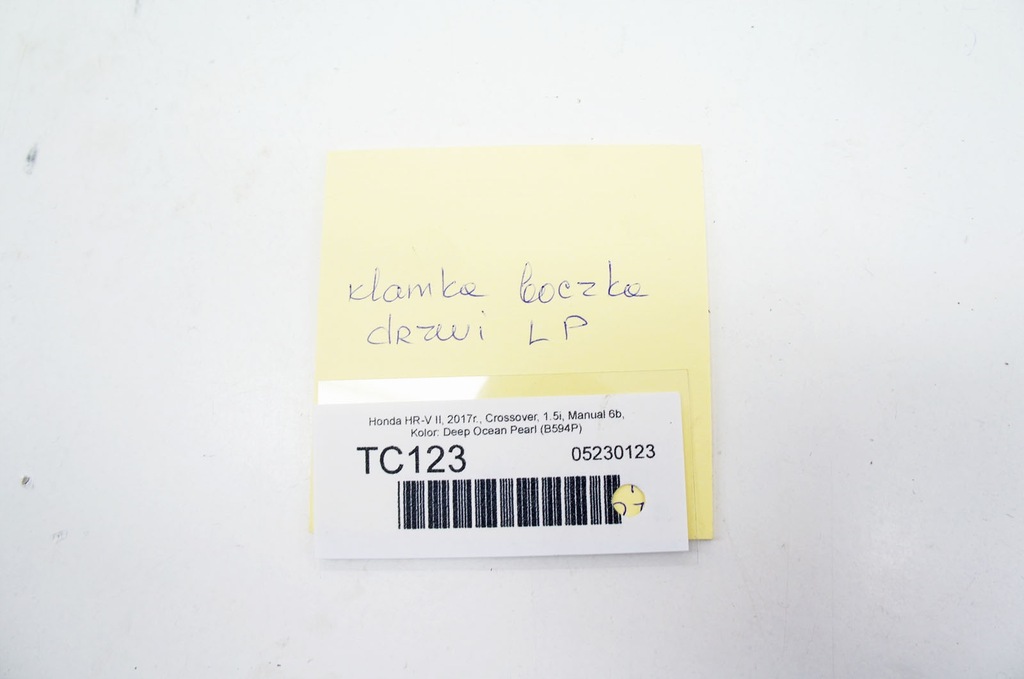 klamka boczka
drzwi LP
Honda HR-V II, 2017r., Crossover, 1.5i, Manual 6b,
Kolor: Deep Ocean Pearl (B594P)
TC123 05230123